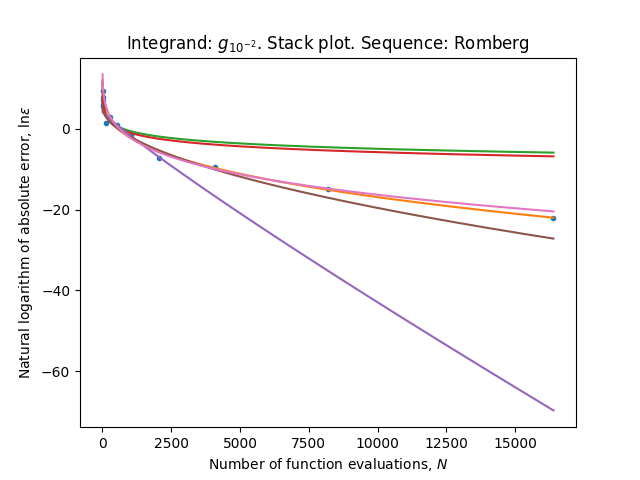 Integrand: g₁₀⁻². Stack plot. Sequence: Romberg
Natural logarithm of absolute error, lnε
0
−20
−40
−60
0 2500 5000 7500 10000 12500 15000
Number of function evaluations, N